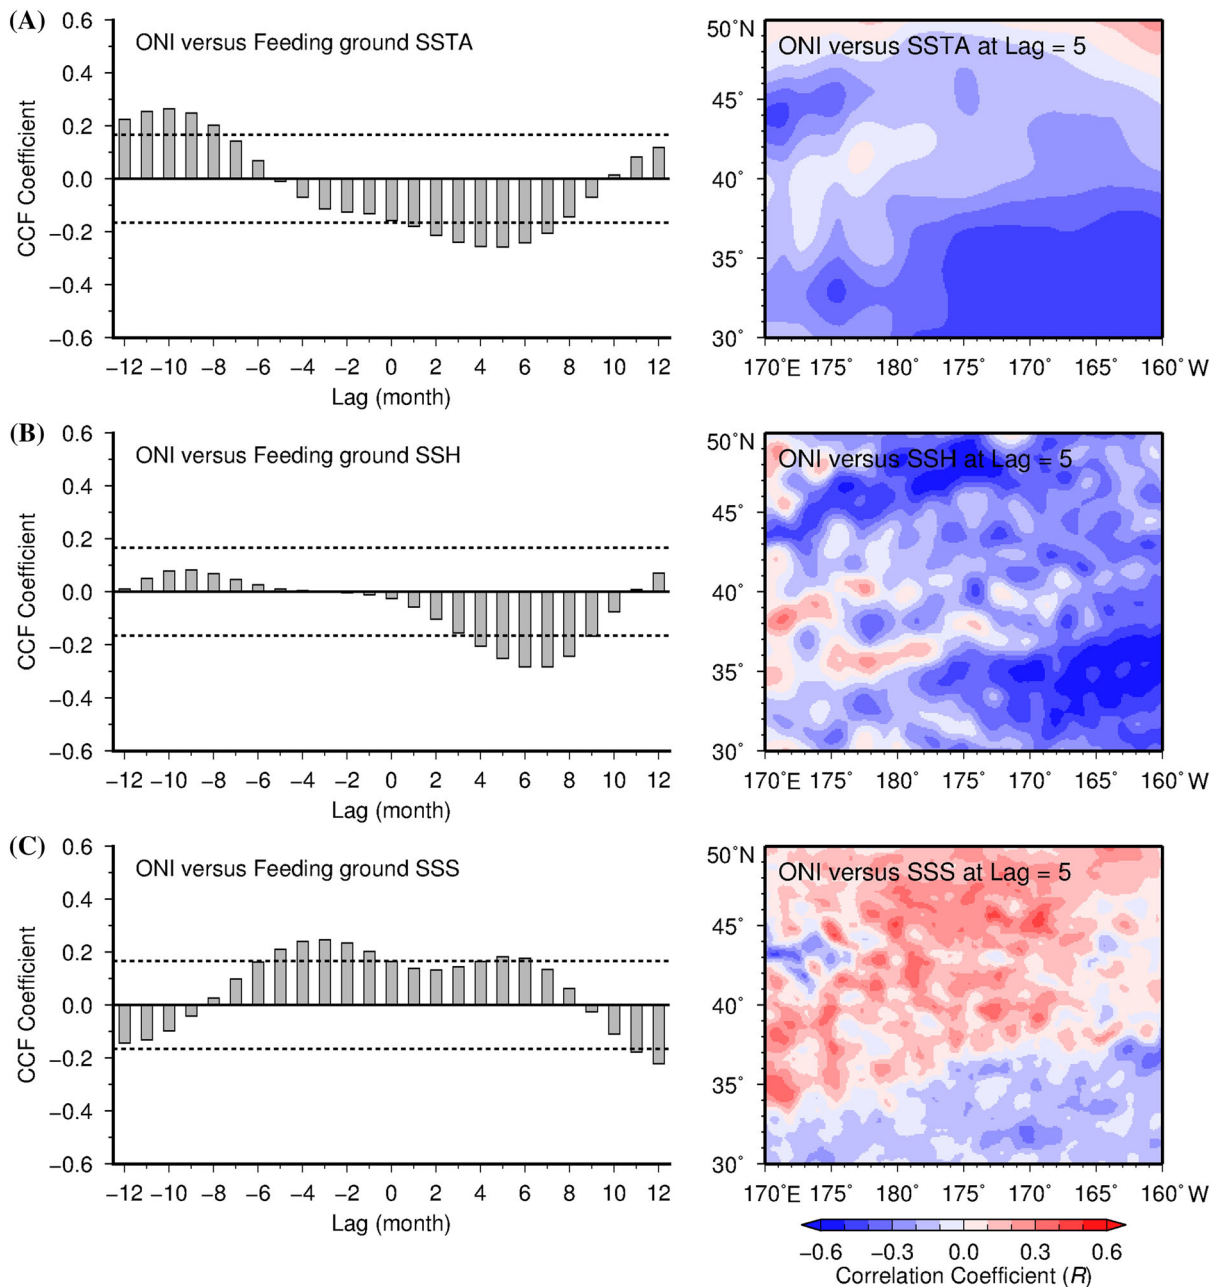 (A)
ONI versus Feeding ground SSTA
CCF Coefficient
0.6
0.4
0.2
0.0
−0.2
−0.4
−0.6
−12 −10 −8 −6 −4 −2 0 2 4 6 8 10 12
Lag (month)
ONI versus SSTA at Lag = 5
50˚N
45˚
40˚
35˚
30˚
170˚E 175˚ 180˚ 175˚ 170˚ 165˚ 160˚W
(B)
ONI versus Feeding ground SSH
CCF Coefficient
0.6
0.4
0.2
0.0
−0.2
−0.4
−0.6
−12 −10 −8 −6 −4 −2 0 2 4 6 8 10 12
Lag (month)
ONI versus SSH at Lag = 5
50˚N
45˚
40˚
35˚
30˚
170˚E 175˚ 180˚ 175˚ 170˚ 165˚ 160˚W
(C)
ONI versus Feeding ground SSS
CCF Coefficient
0.6
0.4
0.2
0.0
−0.2
−0.4
−0.6
−12 −10 −8 −6 −4 −2 0 2 4 6 8 10 12
Lag (month)
ONI versus SSS at Lag = 5
50˚N
45˚
40˚
35˚
30˚
170˚E 175˚ 180˚ 175˚ 170˚ 165˚ 160˚W
−0.6 −0.3 0.0 0.3 0.6
Correlation Coefficient (R)